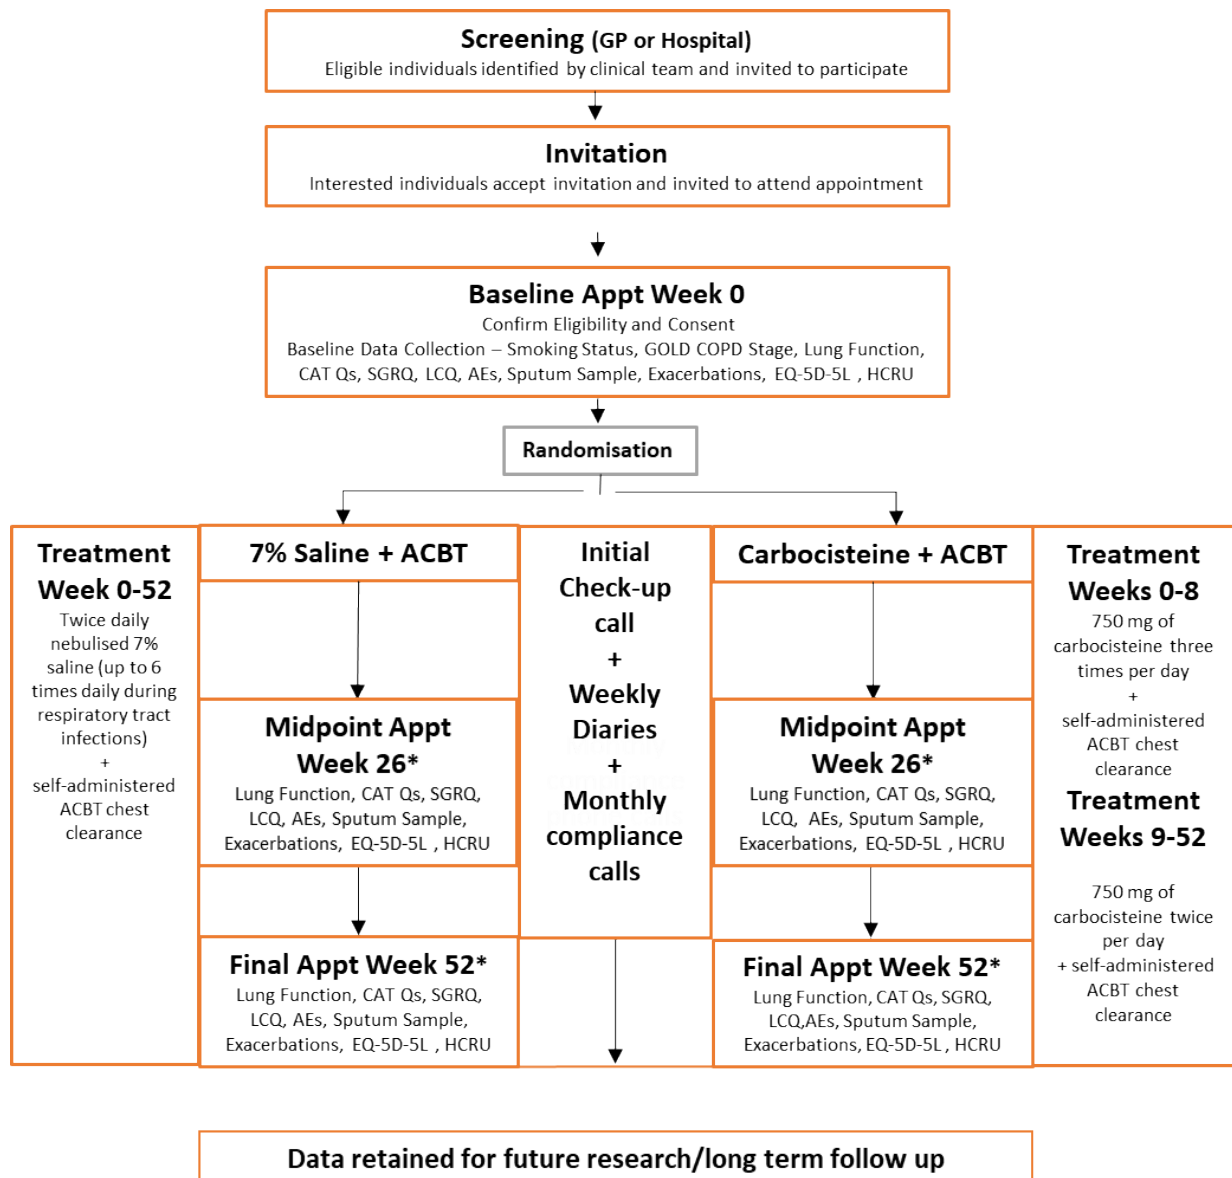 Screening (GP or Hospital)
Eligible individuals identified by clinical team and invited to participate
Invitation
Interested individuals accept invitation and invited to attend appointment
Baseline Appt Week 0
Confirm Eligibility and Consent
Baseline Data Collection – Smoking Status, GOLD COPD Stage, Lung Function,
CAT Qs, SGRQ, LCQ, AEs, Sputum Sample, Exacerbations, EQ-5D-5L , HCRU
Randomisation
Treatment
Week 0-52
Twice daily
nebulised 7%
saline (up to 6
times daily during
respiratory tract
infections)
+
self-administered
ACBT chest
clearance
7% Saline + ACBT
Midpoint Appt
Week 26*
Lung Function, CAT Qs, SGRQ,
LCQ, AEs, Sputum Sample,
Exacerbations, EQ-5D-5L , HCRU
Final Appt Week 52*
Lung Function, CAT Qs, SGRQ,
LCQ, AEs, Sputum Sample,
Exacerbations, EQ-5D-5L , HCRU
Initial
Check-up
call
+
Weekly
Diaries
+
Monthly
compliance
calls
Carbocisteine + ACBT
Midpoint Appt
Week 26*
Lung Function, CAT Qs, SGRQ,
LCQ, AEs, Sputum Sample,
Exacerbations, EQ-5D-5L , HCRU
Final Appt Week 52*
Lung Function, CAT Qs, SGRQ,
LCQ,AEs, Sputum Sample,
Exacerbations, EQ-5D-5L , HCRU
Treatment
Weeks 0-8
750 mg of
carbocisteine three
times per day
+
self-administered
ACBT chest
clearance
Treatment
Weeks 9-52
750 mg of
carbocisteine twice
per day
+ self-administered
ACBT chest
clearance
Data retained for future research/long term follow up